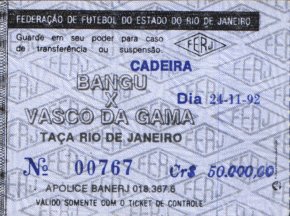 FEDERAÇÃO DE FUTEBOL DO ESTADO DO RIO DE JANEIRO
Guarde em seu poder para caso
de transferência ou suspensão.
FERJ
CADEIRA
BANGU
X
Dia 24-11-92
VASCO DA GAMA
TAÇA RIO DE JANEIRO
Nº 00767 Cr$ 50.000,00
APOLICE BANERJ 018.367.5
VÁLIDO SOMENTE COM O TICKET DE CONTROLE